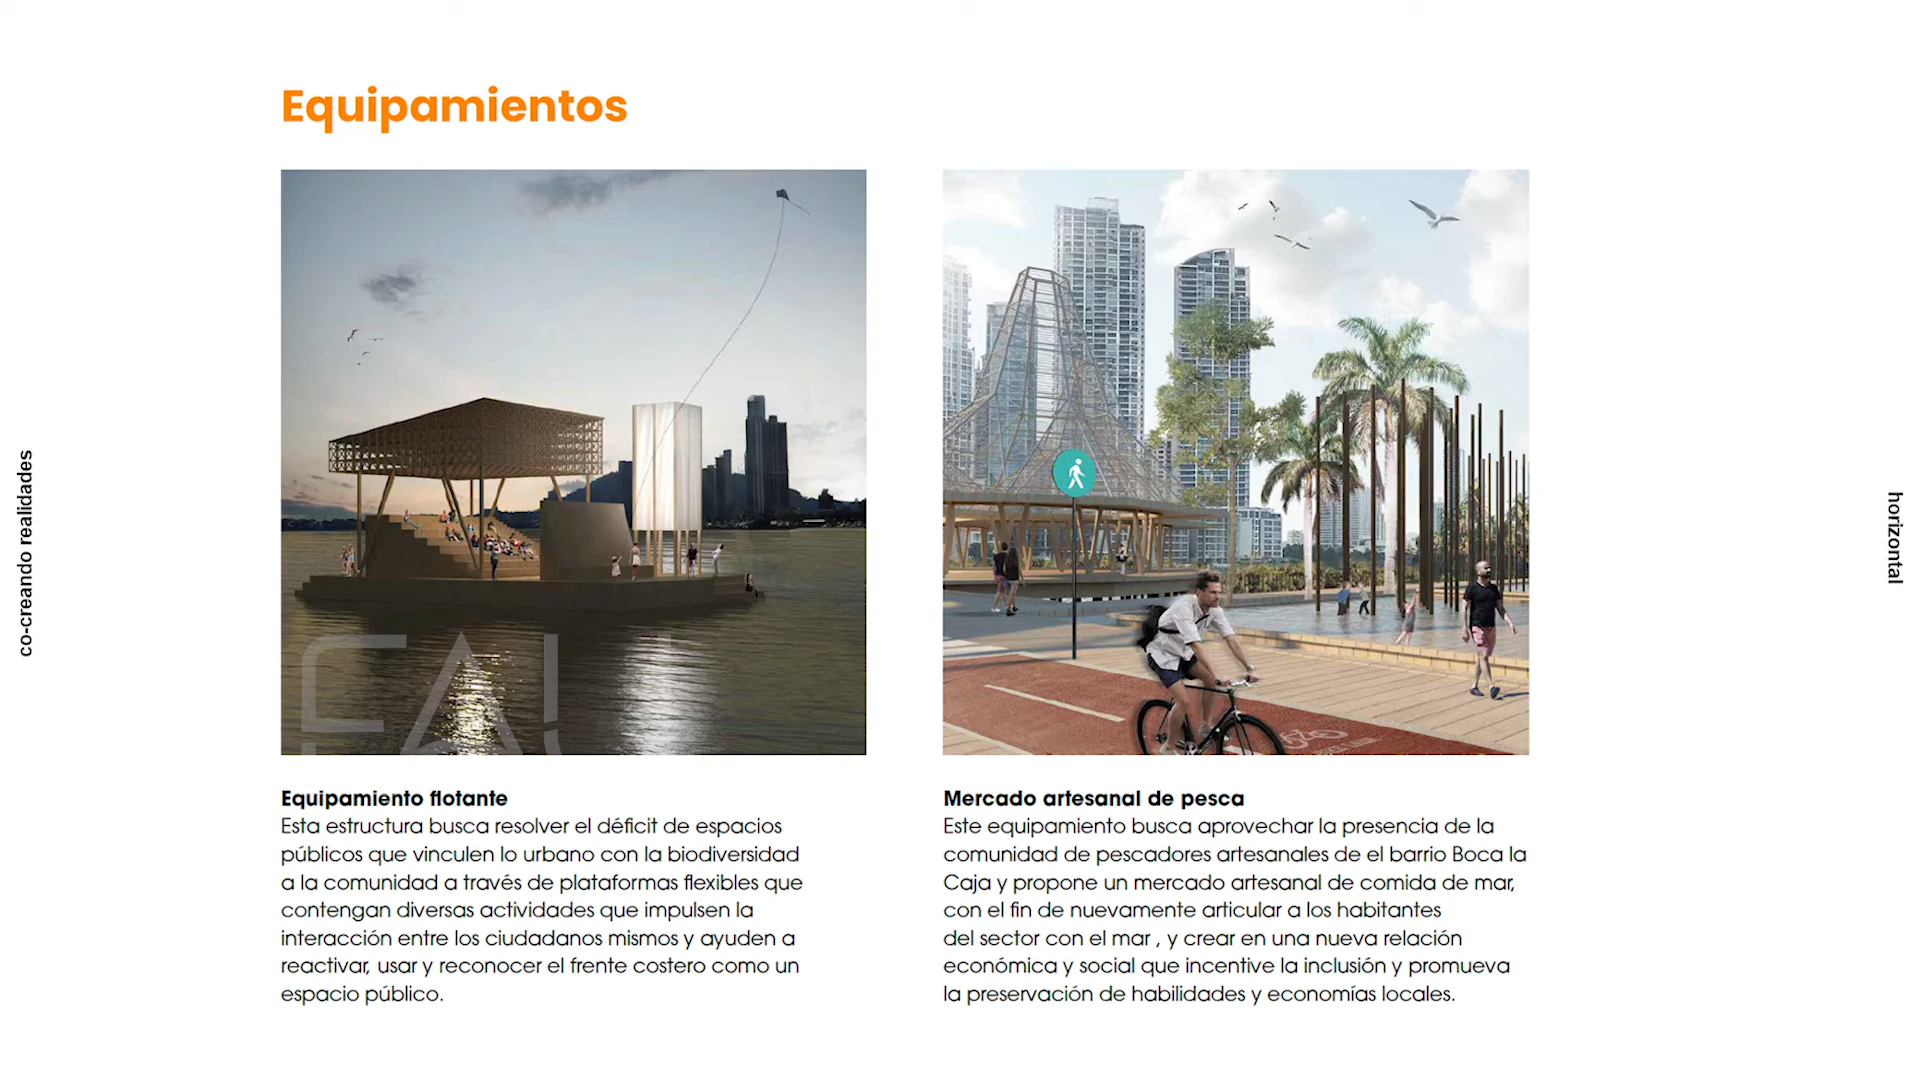 Equipamientos
co-creando realidades
horizontal
FAU
Equipamiento flotante
Esta estructura busca resolver el déficit de espacios
públicos que vinculen lo urbano con la biodiversidad
a la comunidad a través de plataformas flexibles que
contengan diversas actividades que impulsen la
interacción entre los ciudadanos mismos y ayuden a
reactivar, usar y reconocer el frente costero como un
espacio público.
Mercado artesanal de pesca
Este equipamiento busca aprovechar la presencia de la
comunidad de pescadores artesanales de el barrio Boca la
Caja y propone un mercado artesanal de comida de mar,
con el fin de nuevamente articular a los habitantes
del sector con el mar , y crear en una nueva relación
económica y social que incentive la inclusión y promueva
la preservación de habilidades y economías locales.